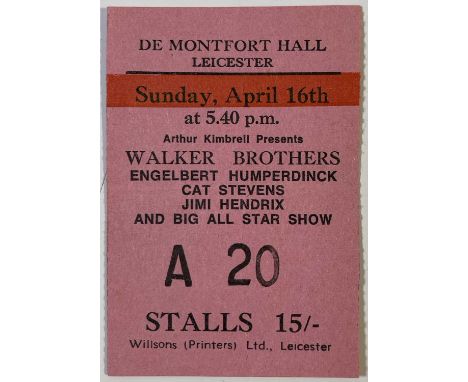 DE MONTFORT HALL
LEICESTER
Sunday, April 16th
at 5.40 p.m.
Arthur Kimbrell Presents
WALKER BROTHERS
ENGELBERT HUMPERDINCK
CAT STEVENS
JIMI HENDRIX
AND BIG ALL STAR SHOW
A 20
STALLS 15/-
Willsons (Printers) Ltd., Leicester